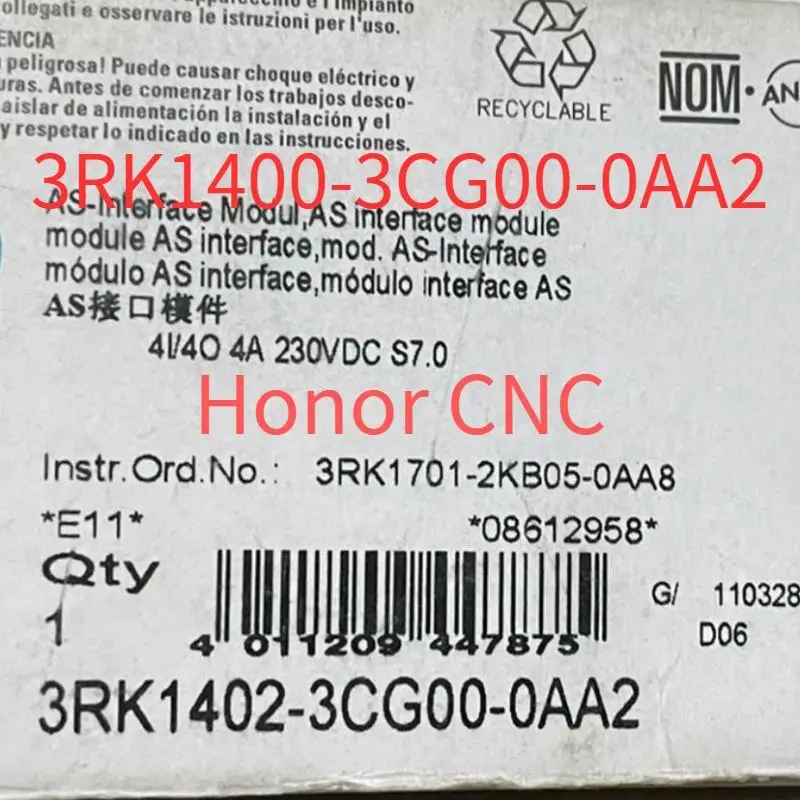 ollegati e osservare le istruzioni per l'uso.
peligrosa! Puede causar choque eléctrico y
uras. Antes de comenzar los trabajos desco-
aislar de alimentación la instalación y el
y respetar lo indicado en las instrucciones.
RECYCLABLE
NOM
3RK1400-3CG00-0AA2
AS-Interface Modul,AS interface module
module AS interface,mod. AS-Interface
módulo AS interface,módulo interface AS
AS接口模件
4I/4O 4A 230VDC S7.0
Honor CNC
Instr.Ord.No.: 3RK1701-2KB05-0AA8
*E11* *08612958*
Qty
1
G/ 110328
D06
4 011209 447875
3RK1402-3CG00-0AA2